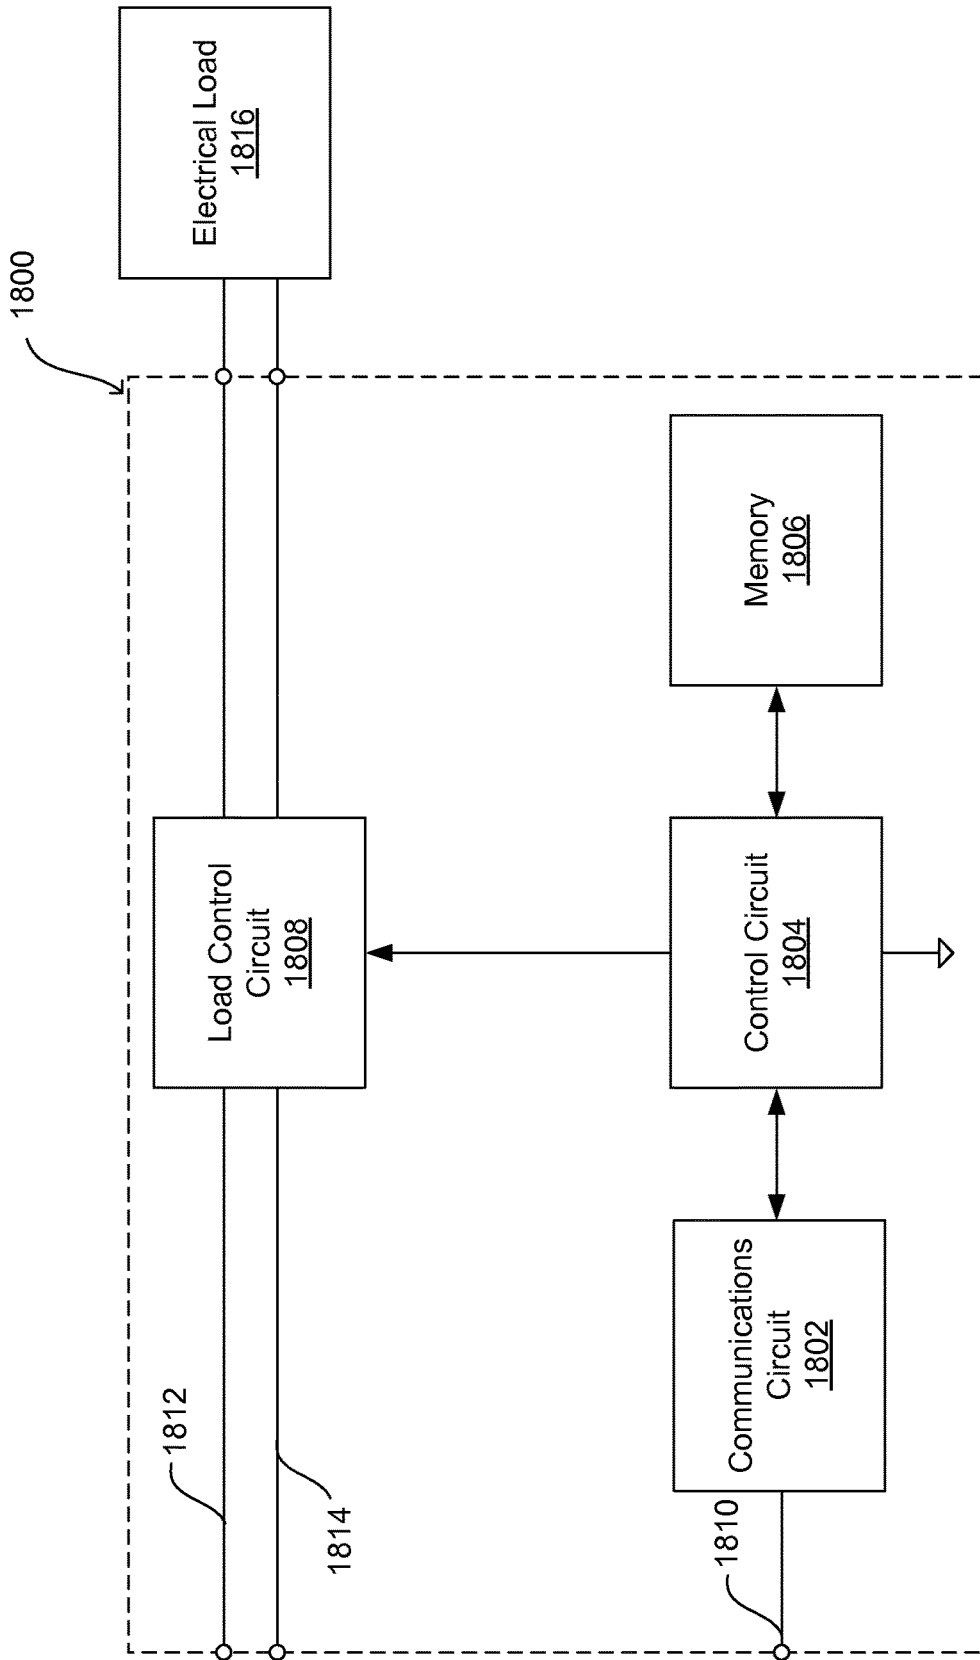 1800
Electrical Load
1816
Load Control
Circuit
1808
1812
1814
Memory
1806
Control Circuit
1804
Communications
Circuit
1802
1810